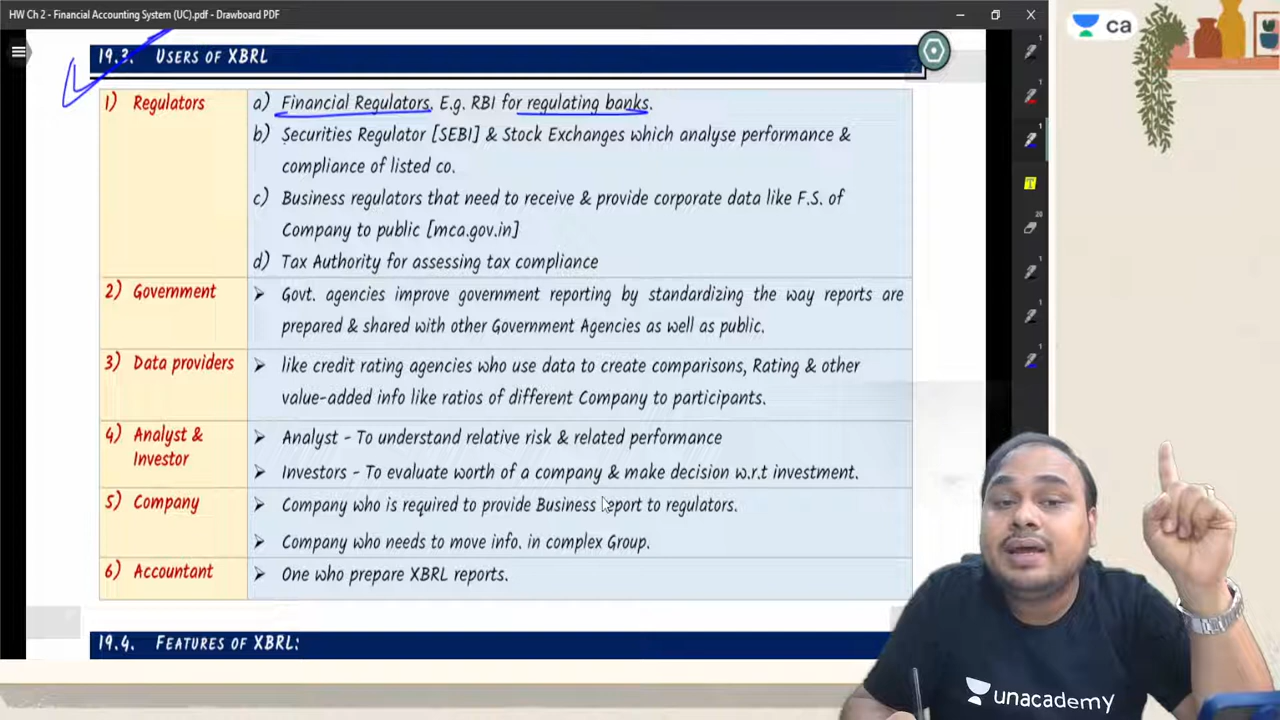 HW Ch 2 - Financial Accounting System (UC).pdf - Drawboard PDF
ca
19.3. USERS OF XBRL
1) Regulators
a) Financial Regulators. E.g. RBI for regulating banks.
b) Securities Regulator [SEBI] & Stock Exchanges which analyse performance &
compliance of listed co.
c) Business regulators that need to receive & provide corporate data like F.S. of
Company to public [mca.gov.in]
d) Tax Authority for assessing tax compliance
2) Government
➢ Govt. agencies improve government reporting by standardizing the way reports are
prepared & shared with other Government Agencies as well as public.
3) Data providers
➢ like credit rating agencies who use data to create comparisons, Rating & other
value-added info like ratios of different Company to participants.
4) Analyst &
Investor
➢ Analyst - To understand relative risk & related performance
➢ Investors - To evaluate worth of a company & make decision w.r.t investment.
5) Company
➢ Company who is required to provide Business report to regulators.
➢ Company who needs to move info. in complex Group.
6) Accountant
➢ One who prepare XBRL reports.
19.4. FEATURES OF XBRL:
unacademy